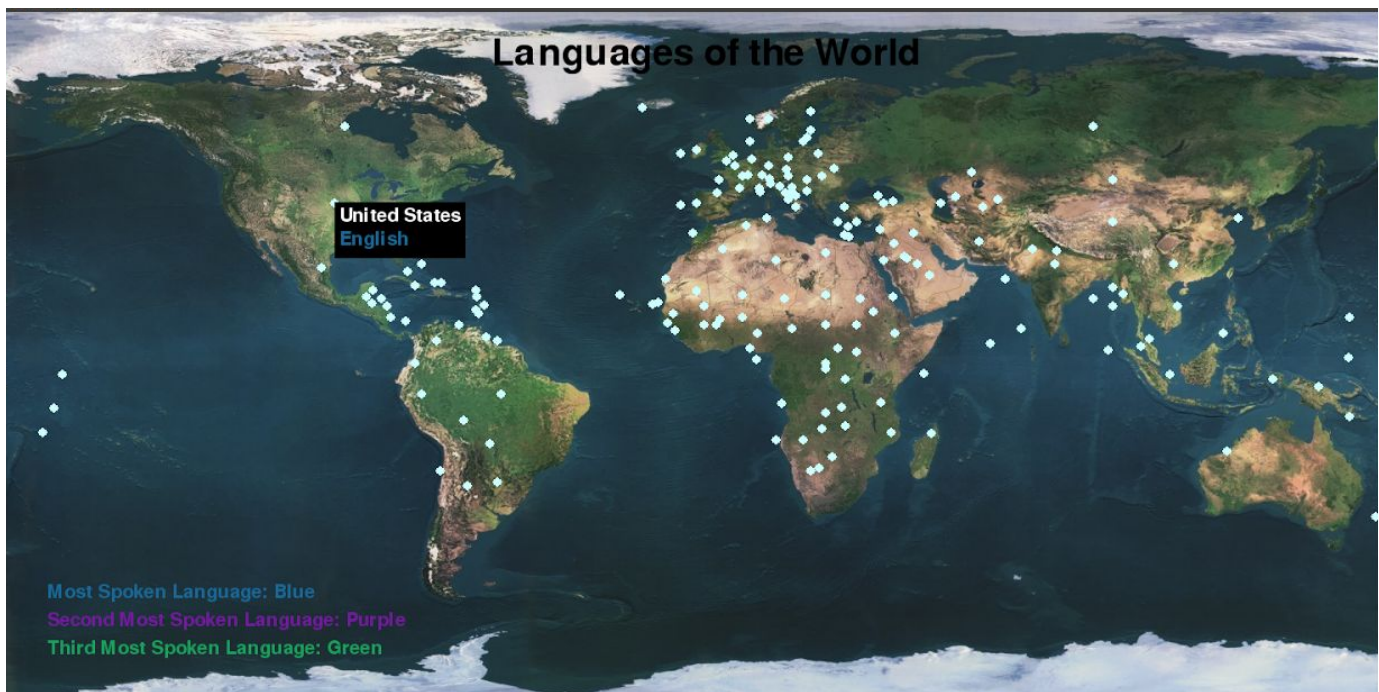 Languages of the World
United States
English
Most Spoken Language: Blue
Second Most Spoken Language: Purple
Third Most Spoken Language: Green